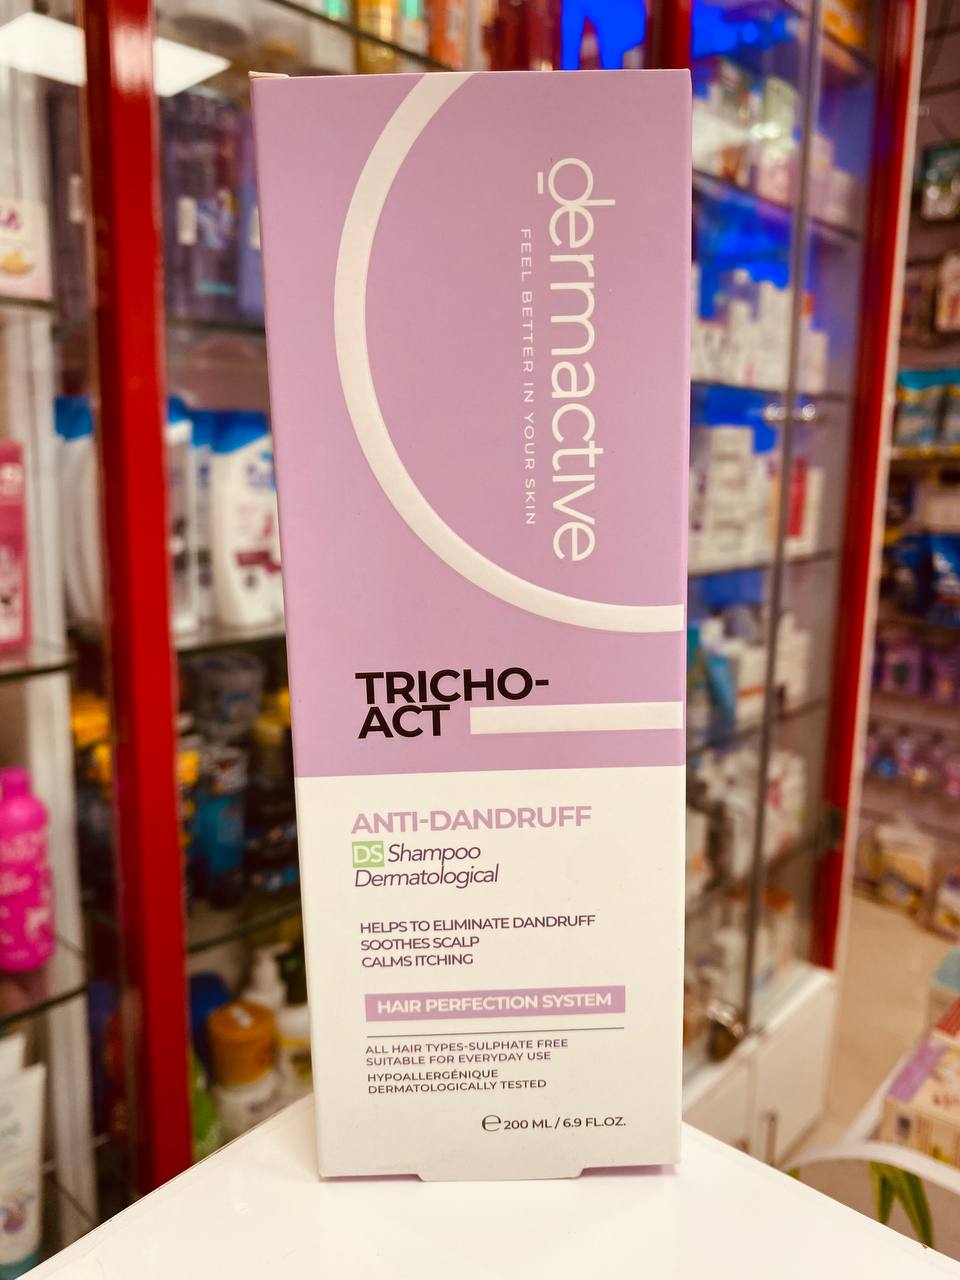 dermactive
FEEL BETTER IN YOUR SKIN
TRICHO-
ACT
ANTI-DANDRUFF
DS Shampoo
Dermatological
HELPS TO ELIMINATE DANDRUFF
SOOTHES SCALP
CALMS ITCHING
HAIR PERFECTION SYSTEM
ALL HAIR TYPES-SULPHATE FREE
SUITABLE FOR EVERYDAY USE
HYPOALLERGÉNIQUE
DERMATOLOGICALLY TESTED
℮ 200 ML / 6.9 FL.OZ.